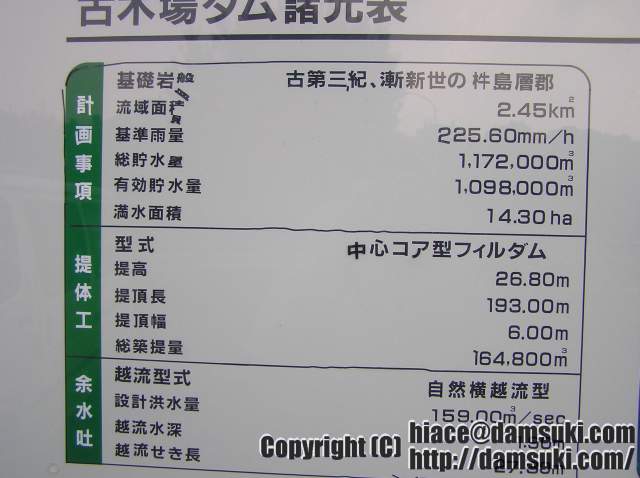 古木場ダム諸元表
計画事項
基礎岩般 古第三紀、漸新世の杵島層郡
流域面積 2.45km²
基準雨量 225.60mm/h
総貯水量 1,172,000m³
有効貯水量 1,098,000m³
満水面積 14.30ha
提体工
型式 中心コア型フィルダム
提高 26.80m
提頂長 193.00m
提頂幅 6.00m
総築提量 164,800m³
余水吐
越流型式 自然横越流型
設計洪水量 159.00m³/sec
越流水深
越流せき長
Copyright (C) hiace@damsuki.com
http://damsuki.com/